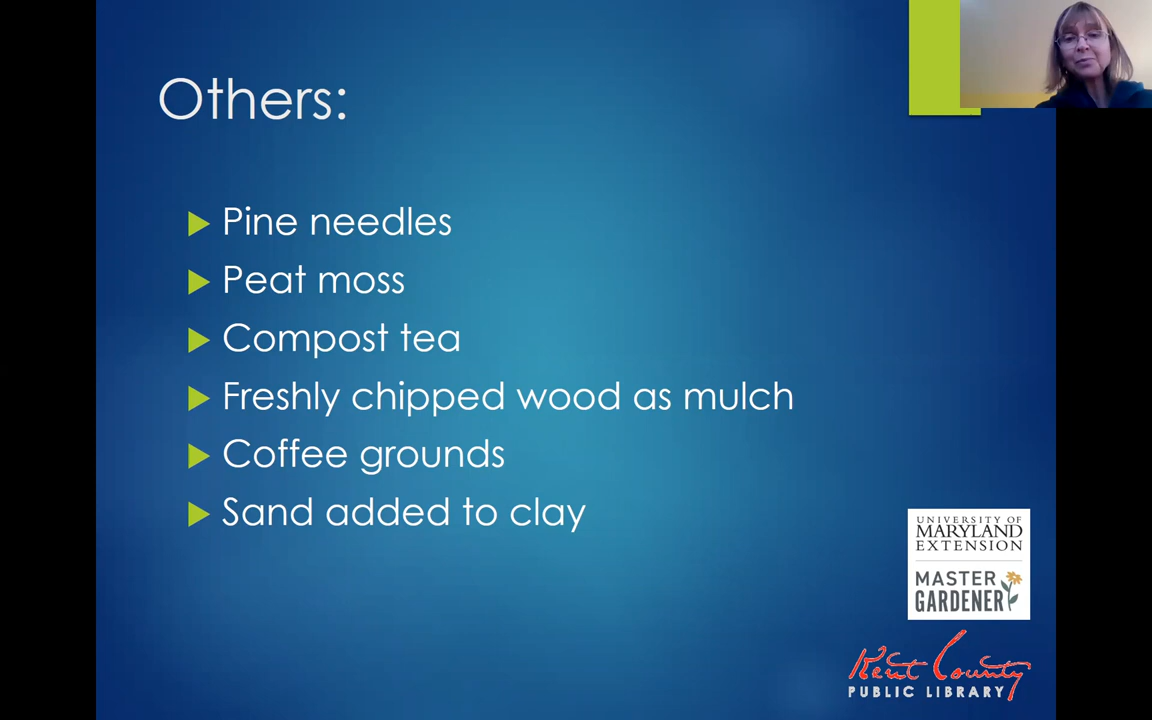 Others:
Pine needles
Peat moss
Compost tea
Freshly chipped wood as mulch
Coffee grounds
Sand added to clay
UNIVERSITY OF
MARYLAND
EXTENSION
MASTER
GARDENER
Kent County
PUBLIC LIBRARY